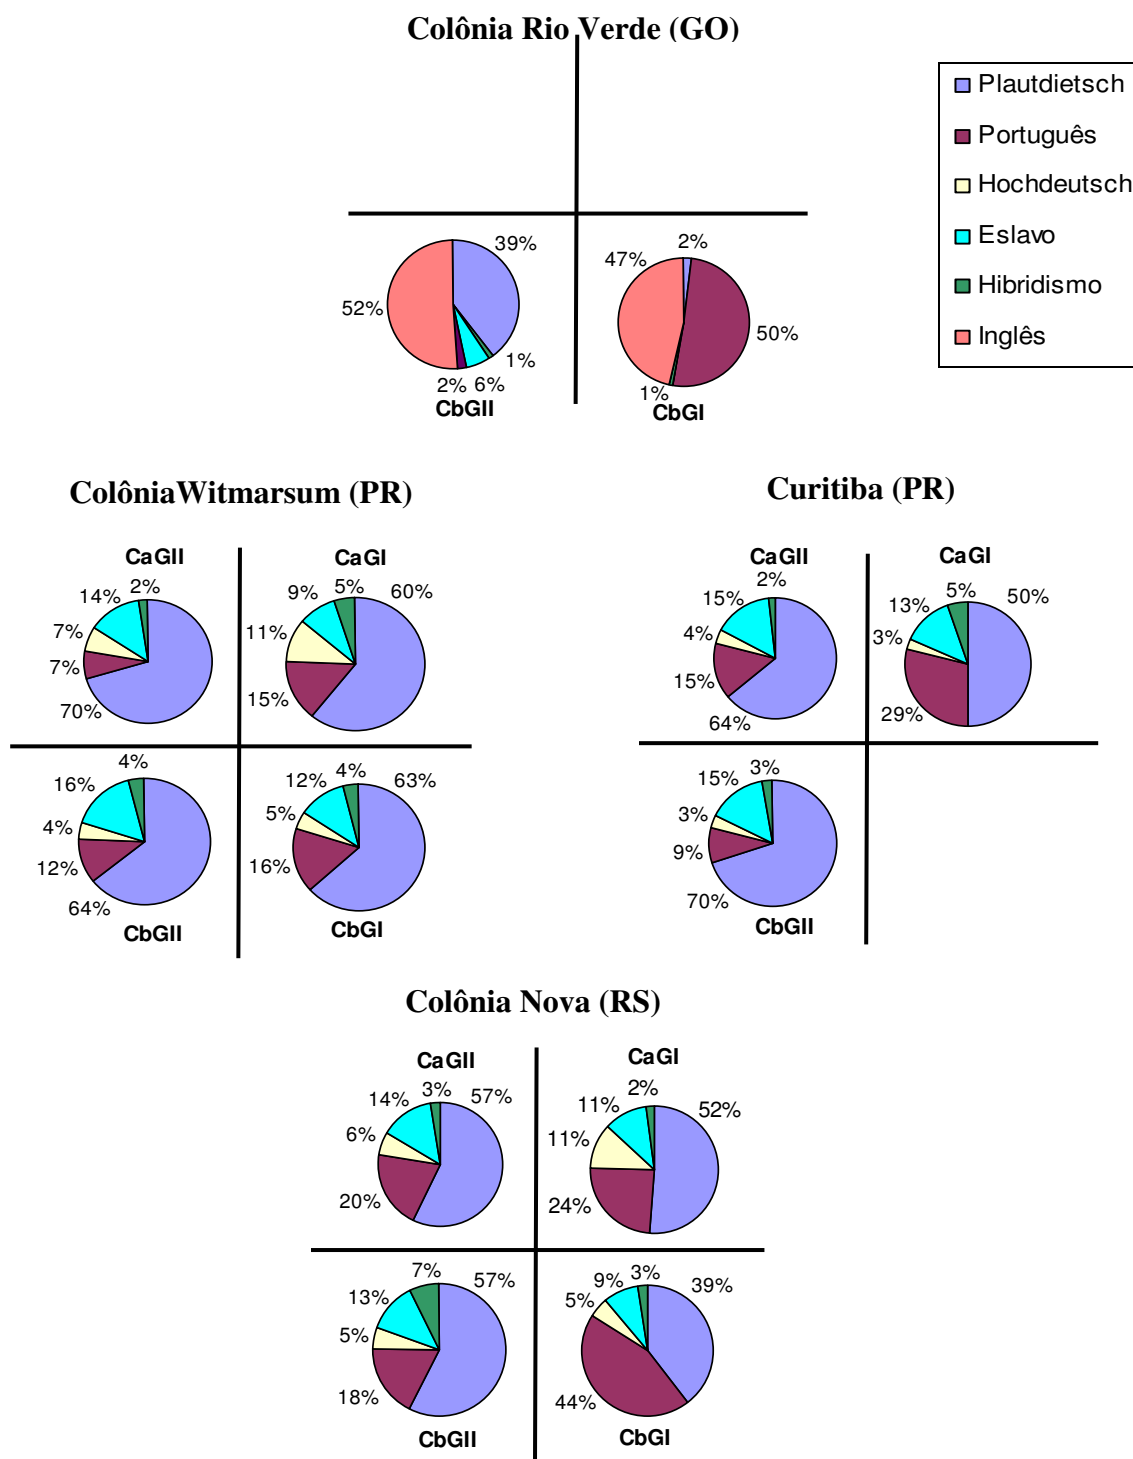 Colônia Rio Verde (GO)
Plautdietsch
Português
Hochdeutsch
Eslavo
Hibridismo
Inglês
39%
52%
1%
2% 6%
CbGII
2%
47%
50%
1%
CbGI
ColôniaWitmarsum (PR)
CaGII
2%
14%
7%
7%
70%
CaGI
9% 5% 60%
11%
15%
4%
16%
4%
12%
64%
CbGII
12% 4% 63%
5%
16%
CbGI
Curitiba (PR)
CaGII
2%
15%
4%
15%
64%
CaGI
5% 50%
13%
3%
29%
3%
15%
3%
9%
70%
CbGII
Colônia Nova (RS)
CaGII
14% 3% 57%
6%
20%
CaGI
2%
11% 52%
11%
24%
7% 57%
13%
5%
18%
CbGII
9% 3% 39%
5%
44%
CbGI